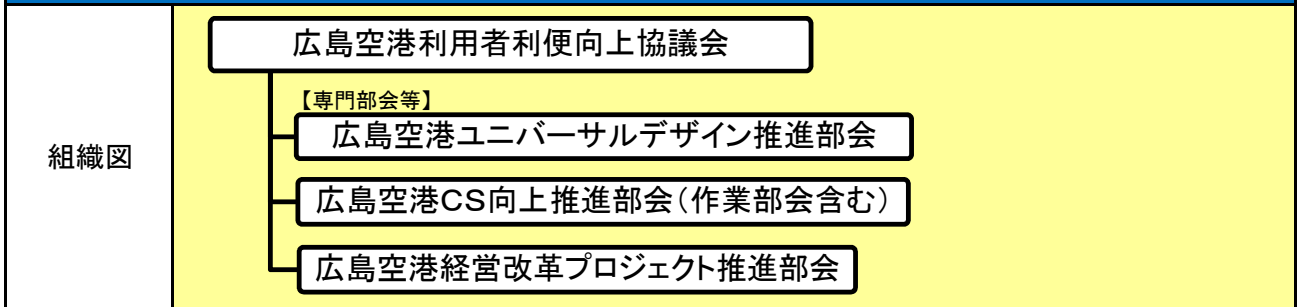 組織図
広島空港利用者利便向上協議会
【専門部会等】
広島空港ユニバーサルデザイン推進部会
広島空港CS向上推進部会(作業部会含む)
広島空港経営改革プロジェクト推進部会